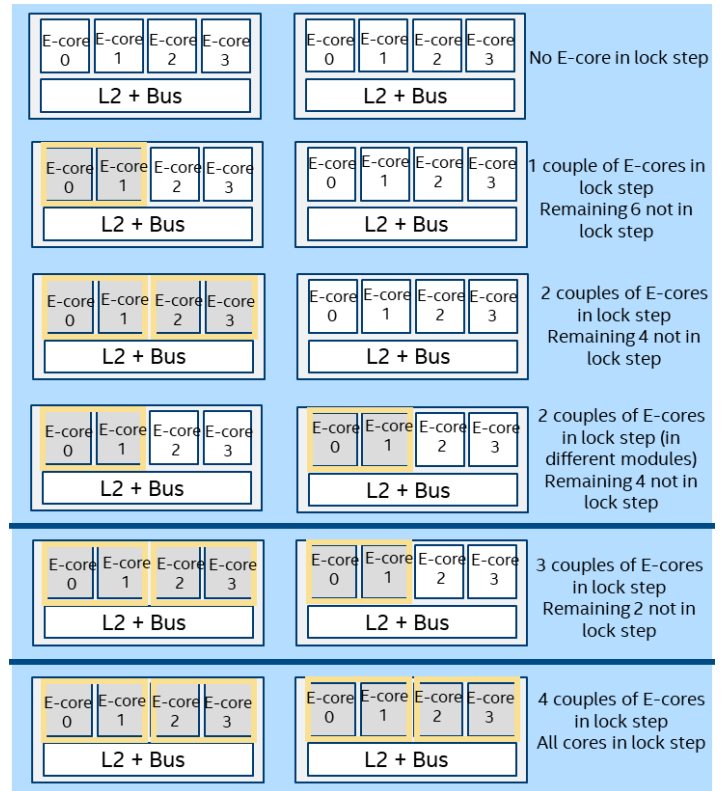 E-core 0 E-core 1 E-core 2 E-core 3
L2 + Bus
E-core 0 E-core 1 E-core 2 E-core 3
L2 + Bus
No E-core in lock step
E-core 0 E-core 1 E-core 2 E-core 3
L2 + Bus
E-core 0 E-core 1 E-core 2 E-core 3
L2 + Bus
1 couple of E-cores in
lock step
Remaining 6 not in
lock step
E-core 0 E-core 1 E-core 2 E-core 3
L2 + Bus
E-core 0 E-core 1 E-core 2 E-core 3
L2 + Bus
2 couples of E-cores
in lock step
Remaining 4 not in
lock step
E-core 0 E-core 1 E-core 2 E-core 3
L2 + Bus
E-core 0 E-core 1 E-core 2 E-core 3
L2 + Bus
2 couples of E-cores
in lock step (in
different modules)
Remaining 4 not in
lock step
E-core 0 E-core 1 E-core 2 E-core 3
L2 + Bus
E-core 0 E-core 1 E-core 2 E-core 3
L2 + Bus
3 couples of E-cores
in lock step
Remaining 2 not in
lock step
E-core 0 E-core 1 E-core 2 E-core 3
L2 + Bus
E-core 0 E-core 1 E-core 2 E-core 3
L2 + Bus
4 couples of E-cores
in lock step
All cores in lock step